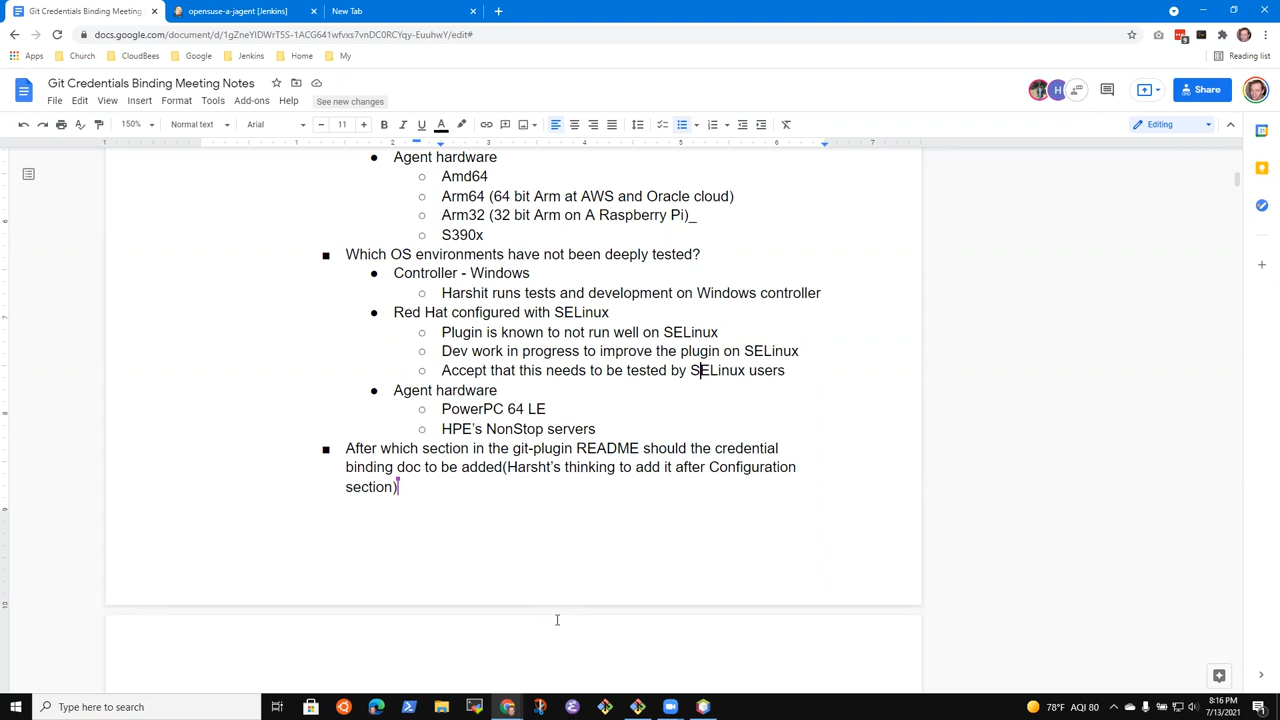 Git Credentials Binding Meeting
opensuse-a-jagent [Jenkins]
New Tab
docs.google.com/document/d/1gZneYlDWrT5S-1ACG641wfvxs7vnDC0RCYqy-EuuhwY/edit#
Apps
Church
CloudBees
Google
Jenkins
Home
My
Reading list
Git Credentials Binding Meeting Notes
File
Edit
View
Insert
Format
Tools
Add-ons
Help
See new changes
H
Share
150%
Normal text
Arial
11
Editing
Agent hardware
Amd64
Arm64 (64 bit Arm at AWS and Oracle cloud)
Arm32 (32 bit Arm on A Raspberry Pi)_
S390x
Which OS environments have not been deeply tested?
Controller - Windows
Harshit runs tests and development on Windows controller
Red Hat configured with SELinux
Plugin is known to not run well on SELinux
Dev work in progress to improve the plugin on SELinux
Accept that this needs to be tested by SELinux users
Agent hardware
PowerPC 64 LE
HPE's NonStop servers
After which section in the git-plugin README should the credential
binding doc to be added(Harsht's thinking to add it after Configuration
section)
Type here to search
78°F AQI 80
8:16 PM
7/13/2021